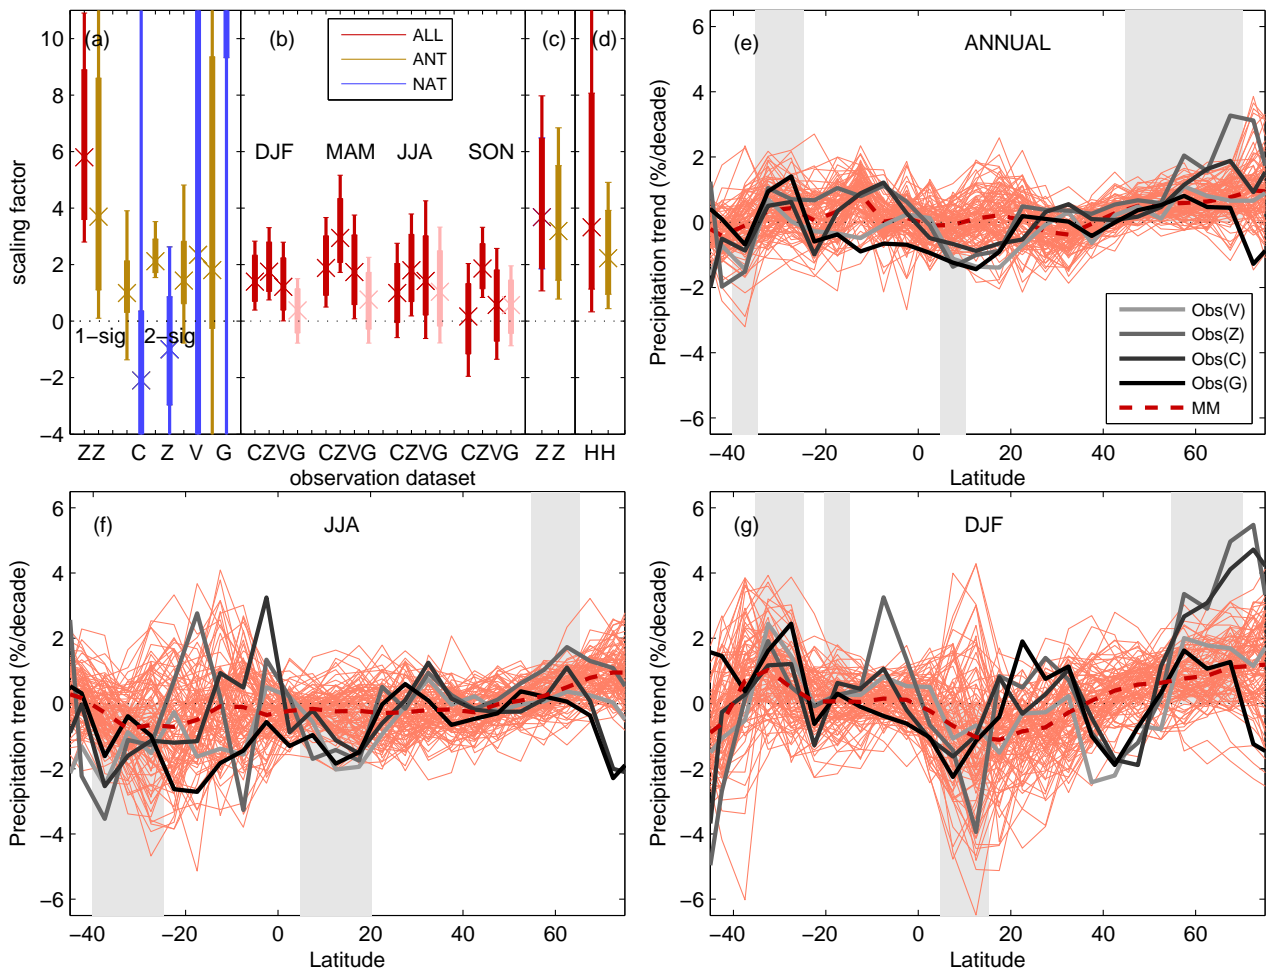 (a)
(b)
(c)
(d)
ALL
ANT
NAT
DJF
MAM
JJA
SON
1−sig
2−sig
scaling factor
10
8
6
4
2
0
−2
−4
ZZ
C
Z
V
G
CZVG
CZVG
CZVG
CZVG
ZZ
HH
observation dataset
(e)
ANNUAL
Precipitation trend (%/decade)
6
4
2
0
−2
−4
−6
Obs(V)
Obs(Z)
Obs(C)
Obs(G)
MM
−40
−20
0
20
40
60
Latitude
(f)
JJA
Precipitation trend (%/decade)
6
4
2
0
−2
−4
−6
−40
−20
0
20
40
60
Latitude
(g)
DJF
Precipitation trend (%/decade)
6
4
2
0
−2
−4
−6
−40
−20
0
20
40
60
Latitude